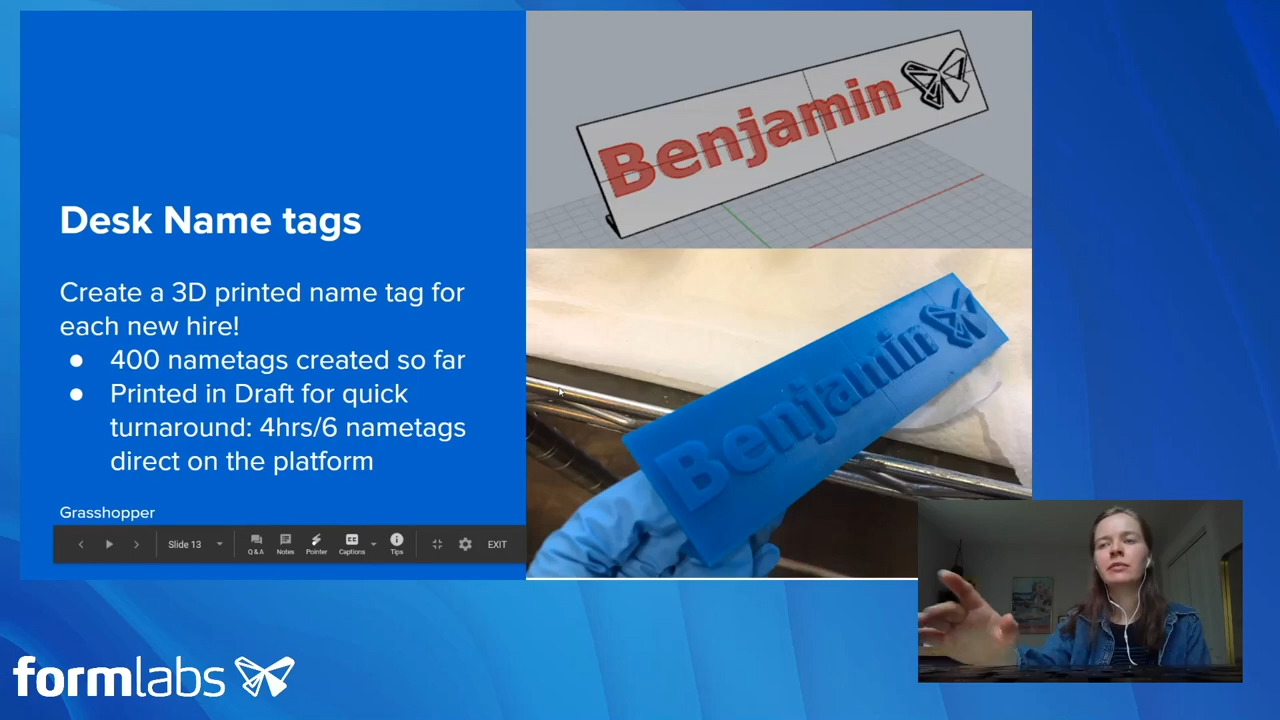 Desk Name tags
Create a 3D printed name tag for
each new hire!
● 400 nametags created so far
● Printed in Draft for quick
turnaround: 4hrs/6 nametags
direct on the platform
Grasshopper
Slide 13
Q & A
Notes
Pointer
Captions
Tips
EXIT
Benjamin
Benjamin
formlabs